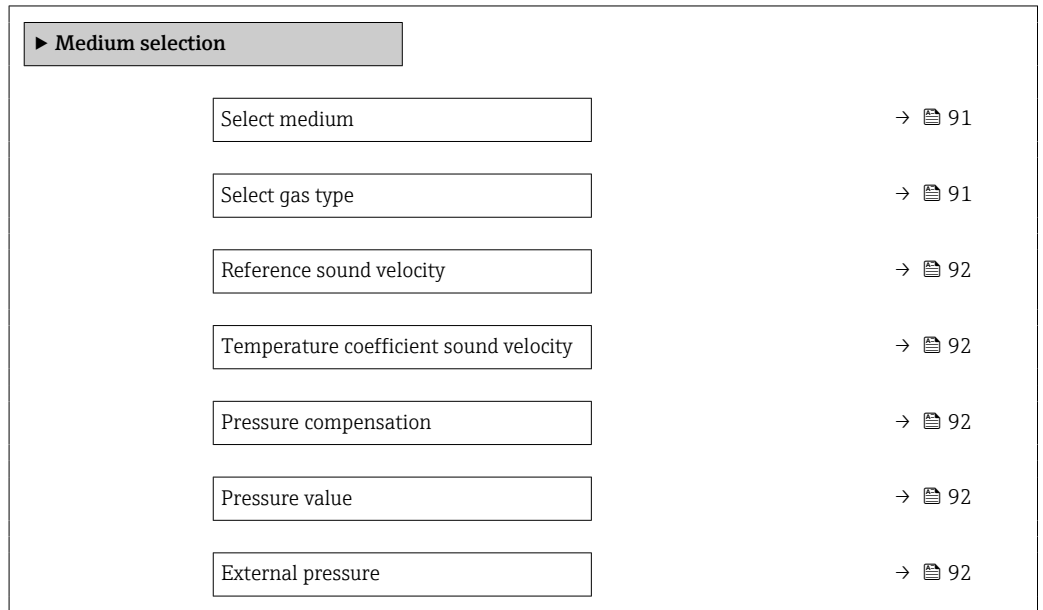 ▶ Medium selection
Select medium → 91
Select gas type → 91
Reference sound velocity → 92
Temperature coefficient sound velocity → 92
Pressure compensation → 92
Pressure value → 92
External pressure → 92